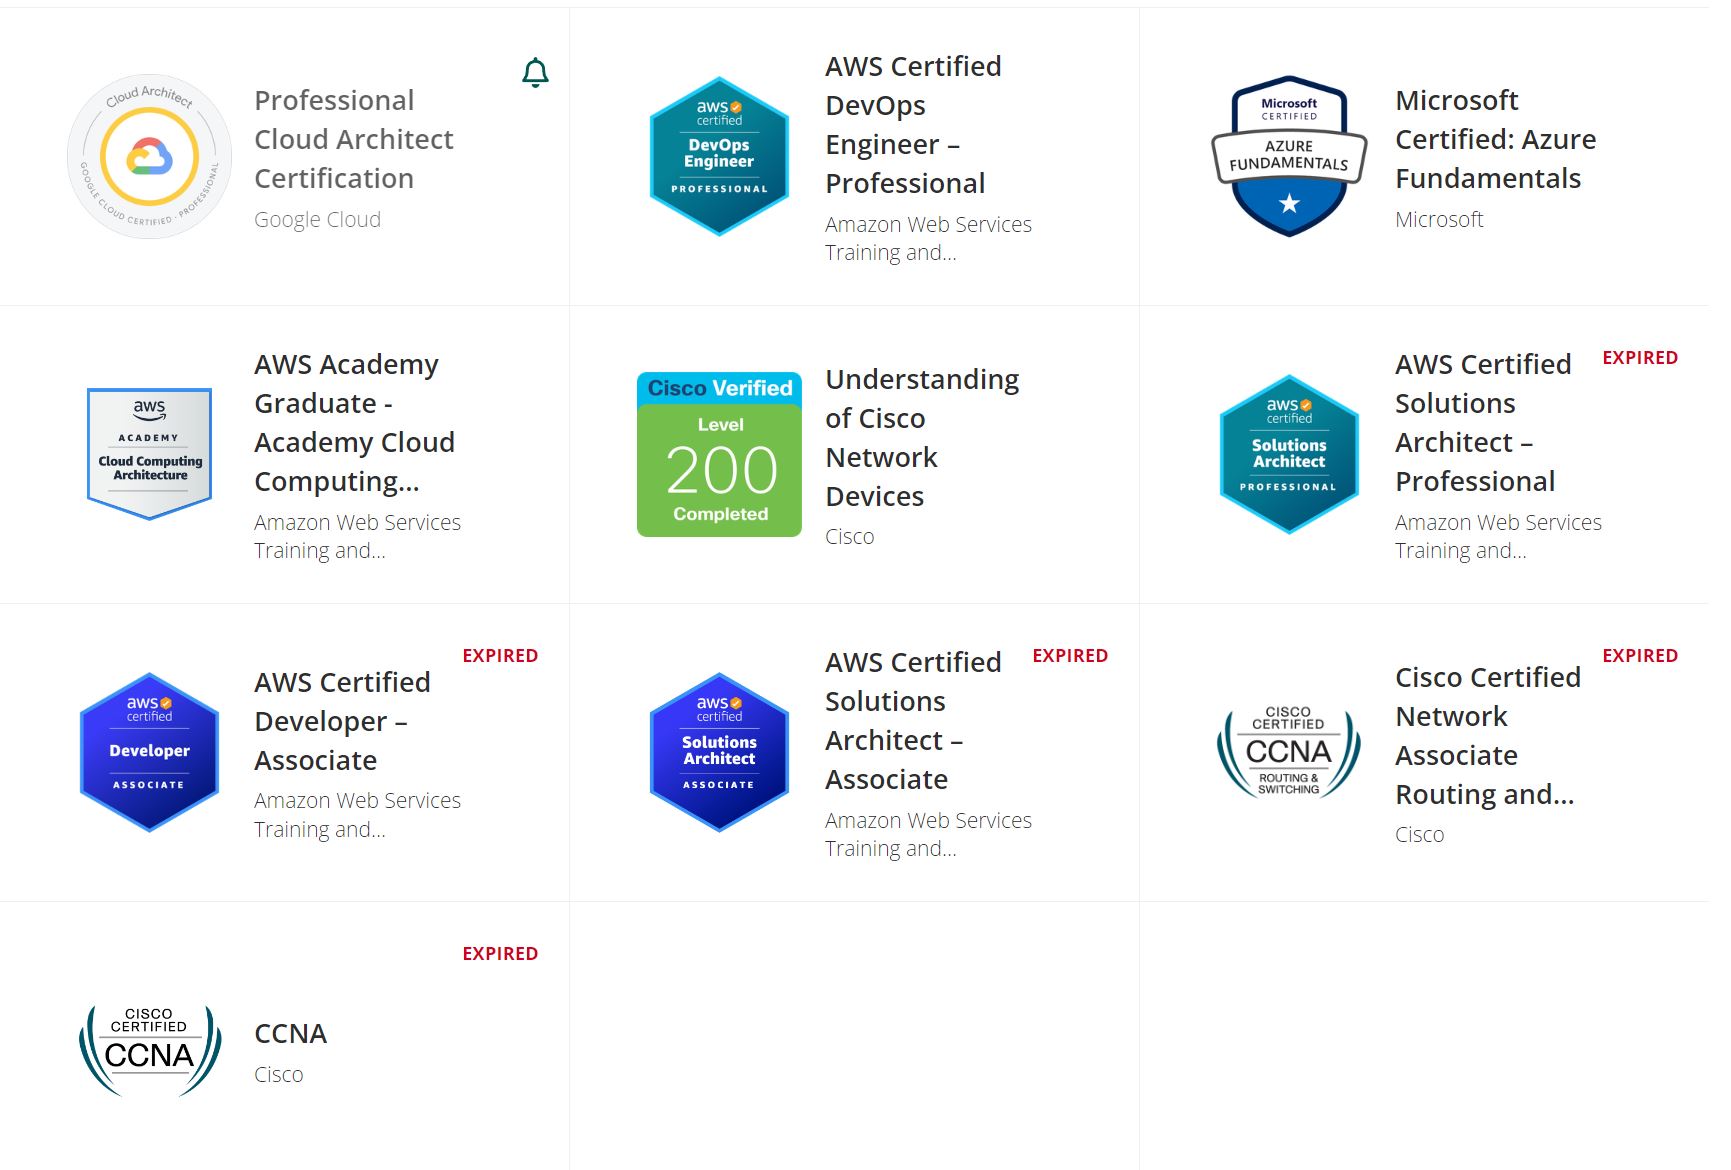 Cloud Architect
GOOGLE CLOUD CERTIFIED · PROFESSIONAL
Professional
Cloud Architect
Certification
Google Cloud
aws
certified
DevOps
Engineer
PROFESSIONAL
AWS Certified
DevOps
Engineer –
Professional
Amazon Web Services
Training and...
Microsoft
CERTIFIED
AZURE
FUNDAMENTALS
Microsoft
Certified: Azure
Fundamentals
Microsoft
aws
ACADEMY
Cloud Computing
Architecture
AWS Academy
Graduate -
Academy Cloud
Computing...
Amazon Web Services
Training and...
Cisco Verified
Level
200
Completed
Understanding
of Cisco
Network
Devices
Cisco
EXPIRED
aws
certified
Solutions
Architect
PROFESSIONAL
AWS Certified
Solutions
Architect –
Professional
Amazon Web Services
Training and...
EXPIRED
aws
certified
Developer
ASSOCIATE
AWS Certified
Developer –
Associate
Amazon Web Services
Training and...
EXPIRED
aws
certified
Solutions
Architect
ASSOCIATE
AWS Certified
Solutions
Architect –
Associate
Amazon Web Services
Training and...
EXPIRED
CISCO
CERTIFIED
CCNA
ROUTING &
SWITCHING
Cisco Certified
Network
Associate
Routing and...
Cisco
EXPIRED
CISCO
CERTIFIED
CCNA
CCNA
Cisco